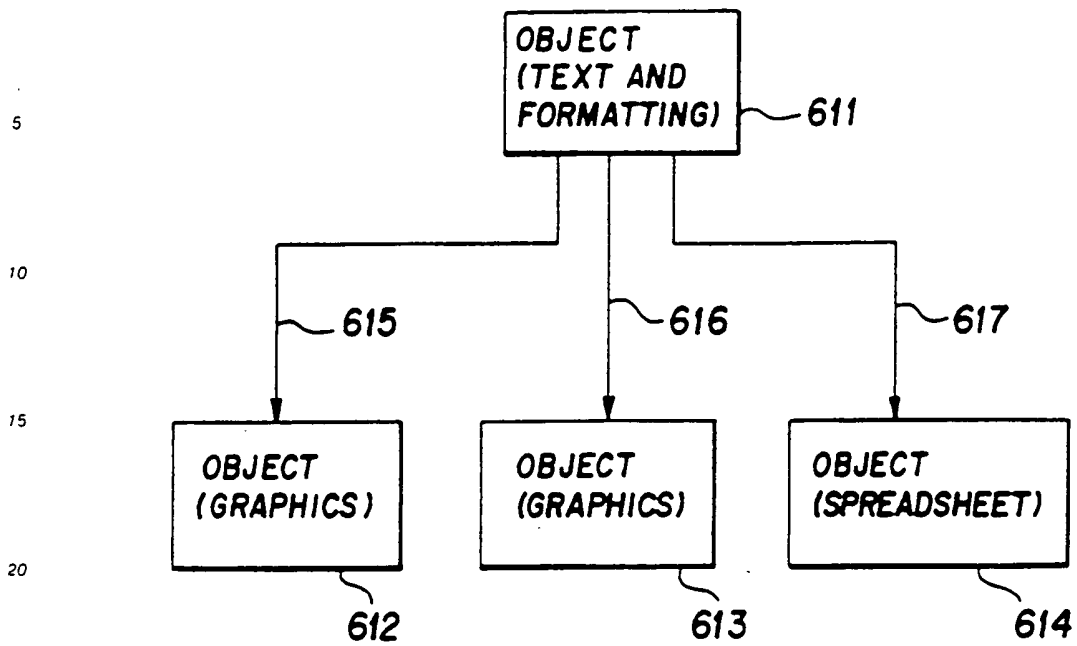 OBJECT
(TEXT AND
FORMATTING)
611
5
10
615
616
617
15
OBJECT
(GRAPHICS)
OBJECT
(GRAPHICS)
OBJECT
(SPREADSHEET)
20
612
613
614